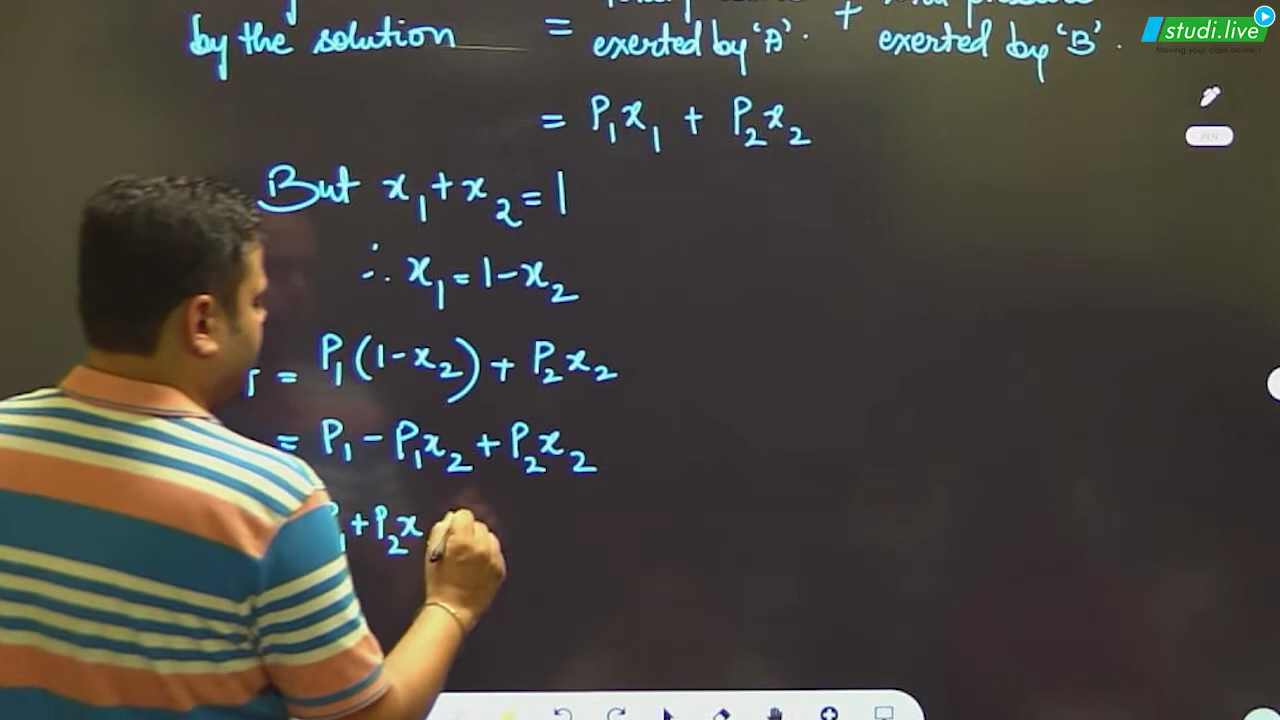 studi.live
Moving your class online !
by the solution = exerted by 'A'. + exerted by 'B'.
= P₁x₁ + P₂x₂
PEN
But x₁ + x₂ = 1
∴ x₁ = 1 - x₂
= P₁(1 - x₂) + P₂x₂
= P₁ - P₁x₂ + P₂x₂
P₁ + P₂x